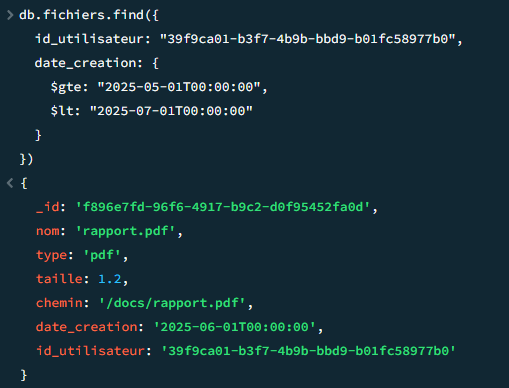 > db.fichiers.find({
id_utilisateur: "39f9ca01-b3f7-4b9b-bbd9-b01fc58977b0",
date_creation: {
$gte: "2025-05-01T00:00:00",
$lt: "2025-07-01T00:00:00"
}
})
< {
_id: 'f896e7fd-96f6-4917-b9c2-d0f95452fa0d',
nom: 'rapport.pdf',
type: 'pdf',
taille: 1.2,
chemin: '/docs/rapport.pdf',
date_creation: '2025-06-01T00:00:00',
id_utilisateur: '39f9ca01-b3f7-4b9b-bbd9-b01fc58977b0'
}